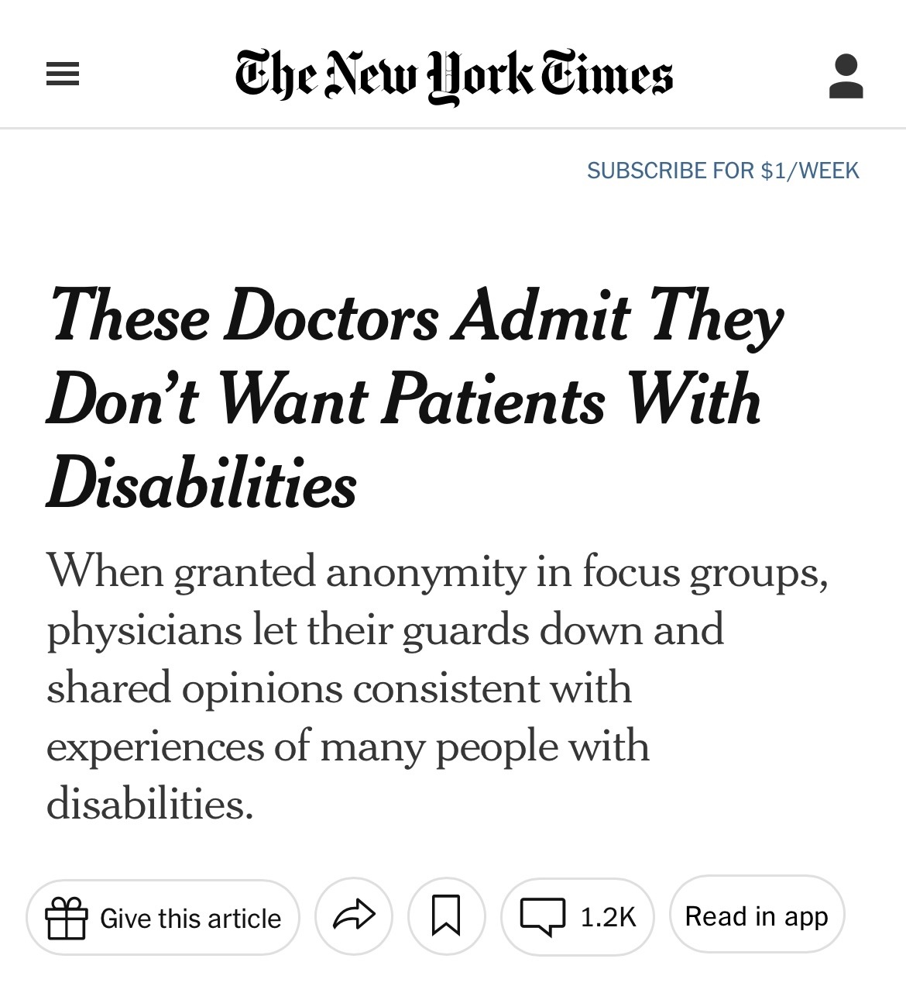 The New York Times
SUBSCRIBE FOR $1/WEEK
These Doctors Admit They
Don’t Want Patients With
Disabilities
When granted anonymity in focus groups,
physicians let their guards down and
shared opinions consistent with
experiences of many people with
disabilities.
Give this article 1.2K Read in app